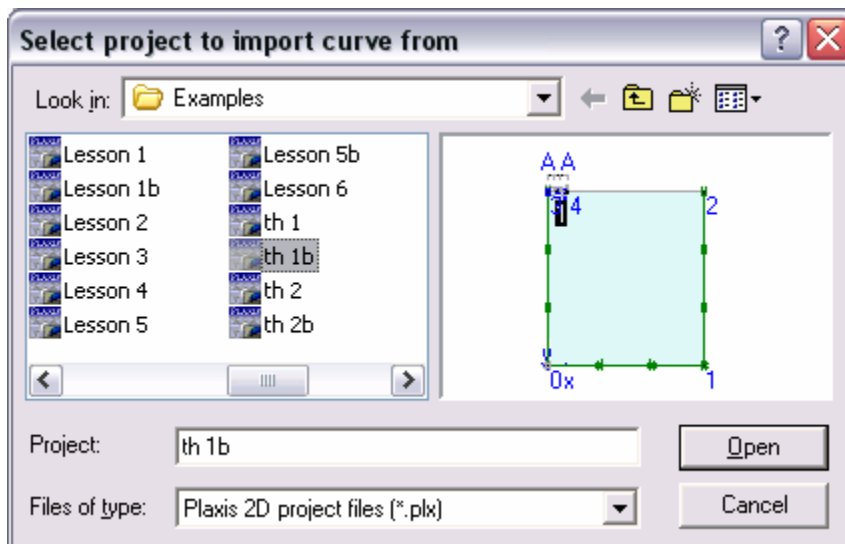 Select project to import curve from
Look in: Examples
Lesson 1
Lesson 1b
Lesson 2
Lesson 3
Lesson 4
Lesson 5
Lesson 5b
Lesson 6
th 1
th 1b
th 2
th 2b
A A
3 4 2
0x 1
Project: th 1b Open
Files of type: Plaxis 2D project files (*.plx) Cancel